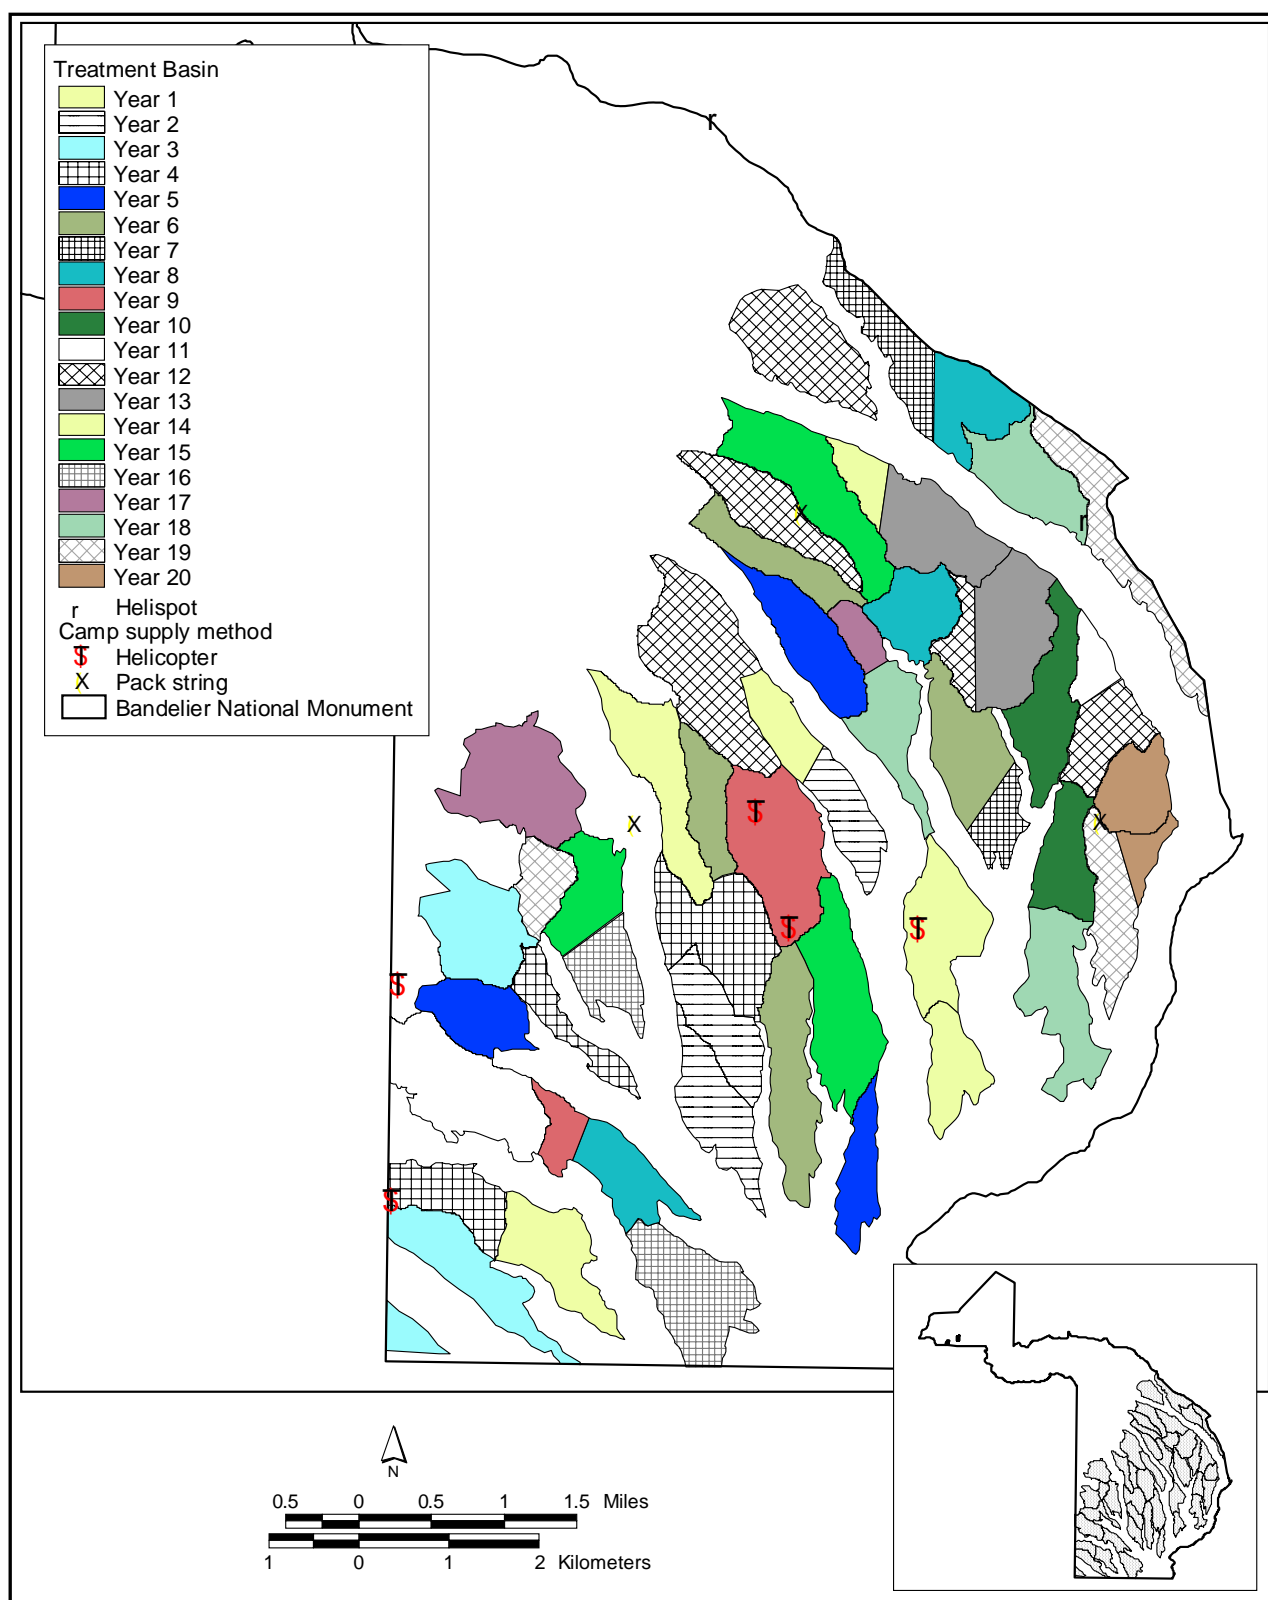 Treatment Basin
Year 1
Year 2
Year 3
Year 4
Year 5
Year 6
Year 7
Year 8
Year 9
Year 10
Year 11
Year 12
Year 13
Year 14
Year 15
Year 16
Year 17
Year 18
Year 19
Year 20
r Helispot
Camp supply method
Helicopter
X Pack string
Bandelier National Monument
r
r
X
X
X
N
0.5 0 0.5 1 1.5 Miles
1 0 1 2 Kilometers